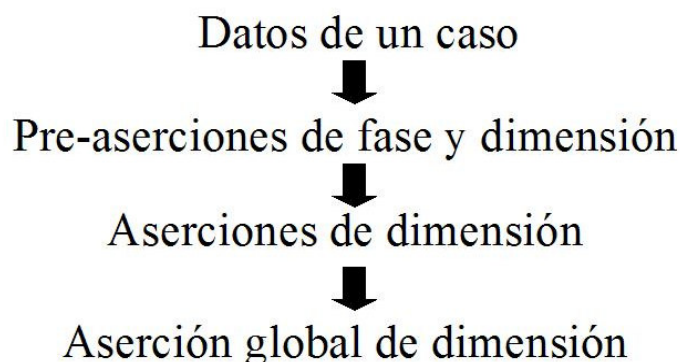 Datos de un caso
Pre-aserciones de fase y dimensión
Aserciones de dimensión
Aserción global de dimensión